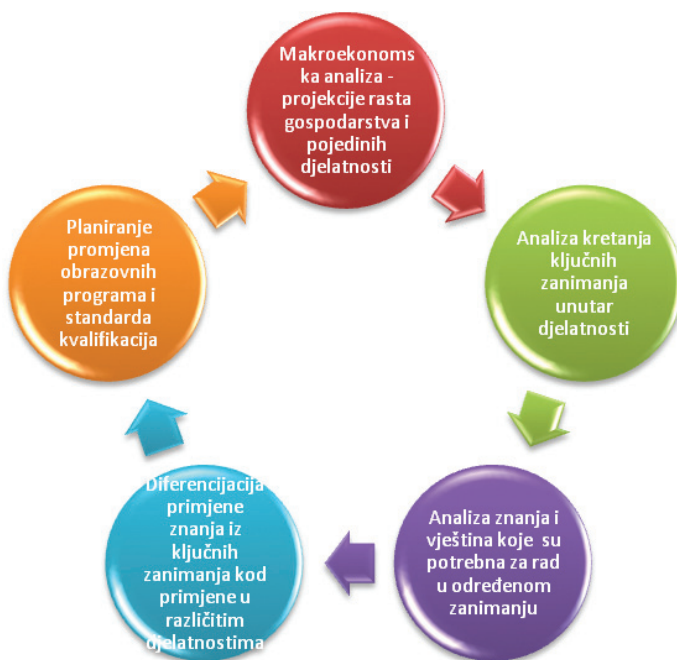 Makroekonoms
ka analiza -
projekcije rasta
gospodarstva i
pojedinih
djelatnosti
Analiza kretanja
ključnih
zanimanja
unutar
djelatnosti
Analiza znanja i
vještina koje su
potrebna za rad
u određenom
zanimanju
Diferencijacija
primjene
znanja iz
ključnih
zanimanja kod
primjene u
različitim
djelatnostima
Planiranje
promjena
obrazovnih
programa i
standarda
kvalifikacija